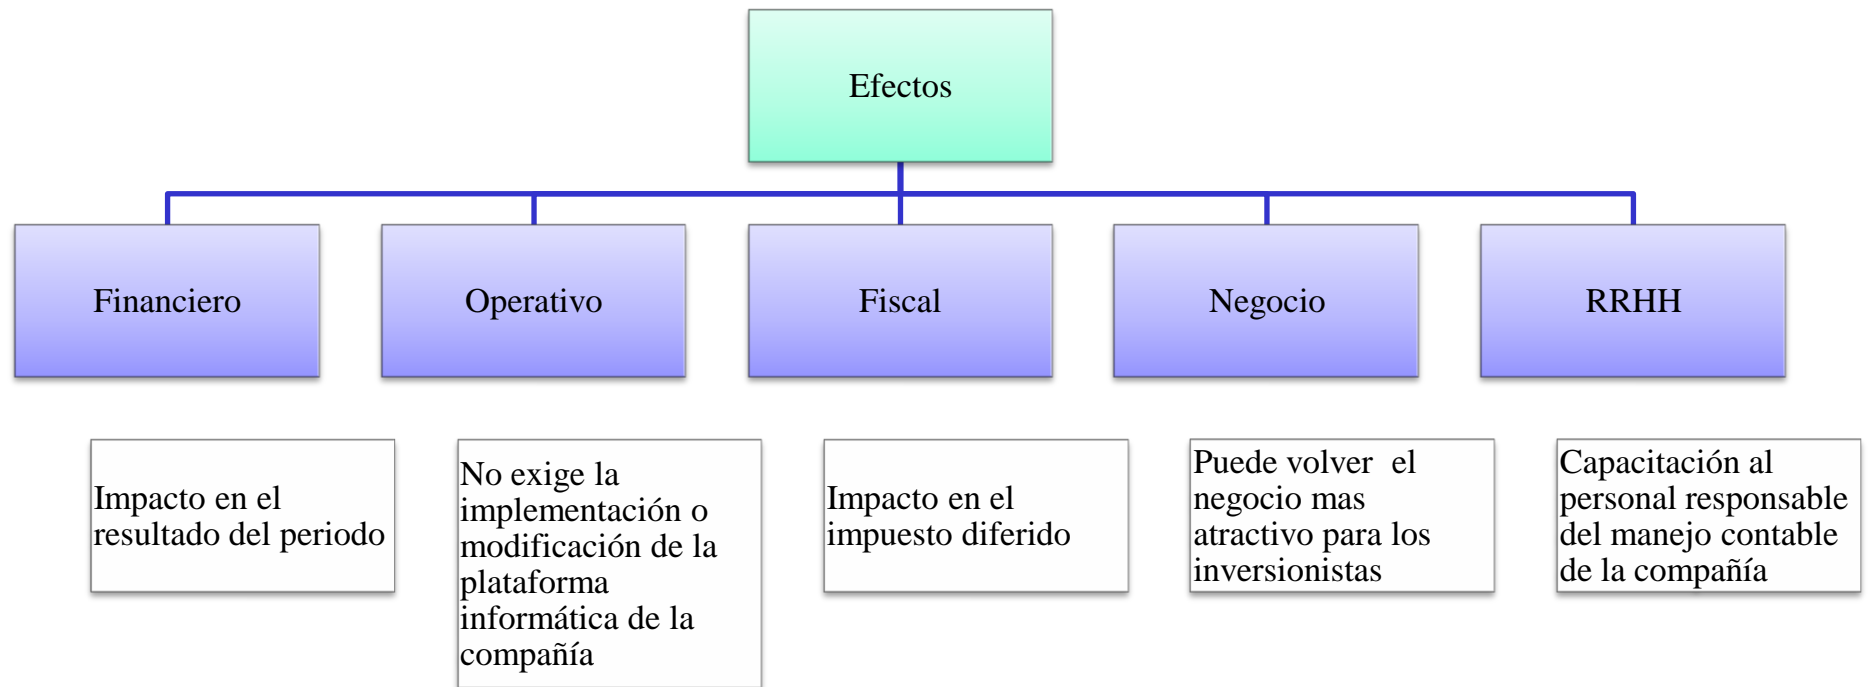 Efectos
Financiero
Operativo
Fiscal
Negocio
RRHH
Impacto en el
resultado del periodo
No exige la
implementación o
modificación de la
plataforma
informática de la
compañía
Impacto en el
impuesto diferido
Puede volver  el
negocio mas
atractivo para los
inversionistas
Capacitación al
personal responsable
del manejo contable
de la compañía